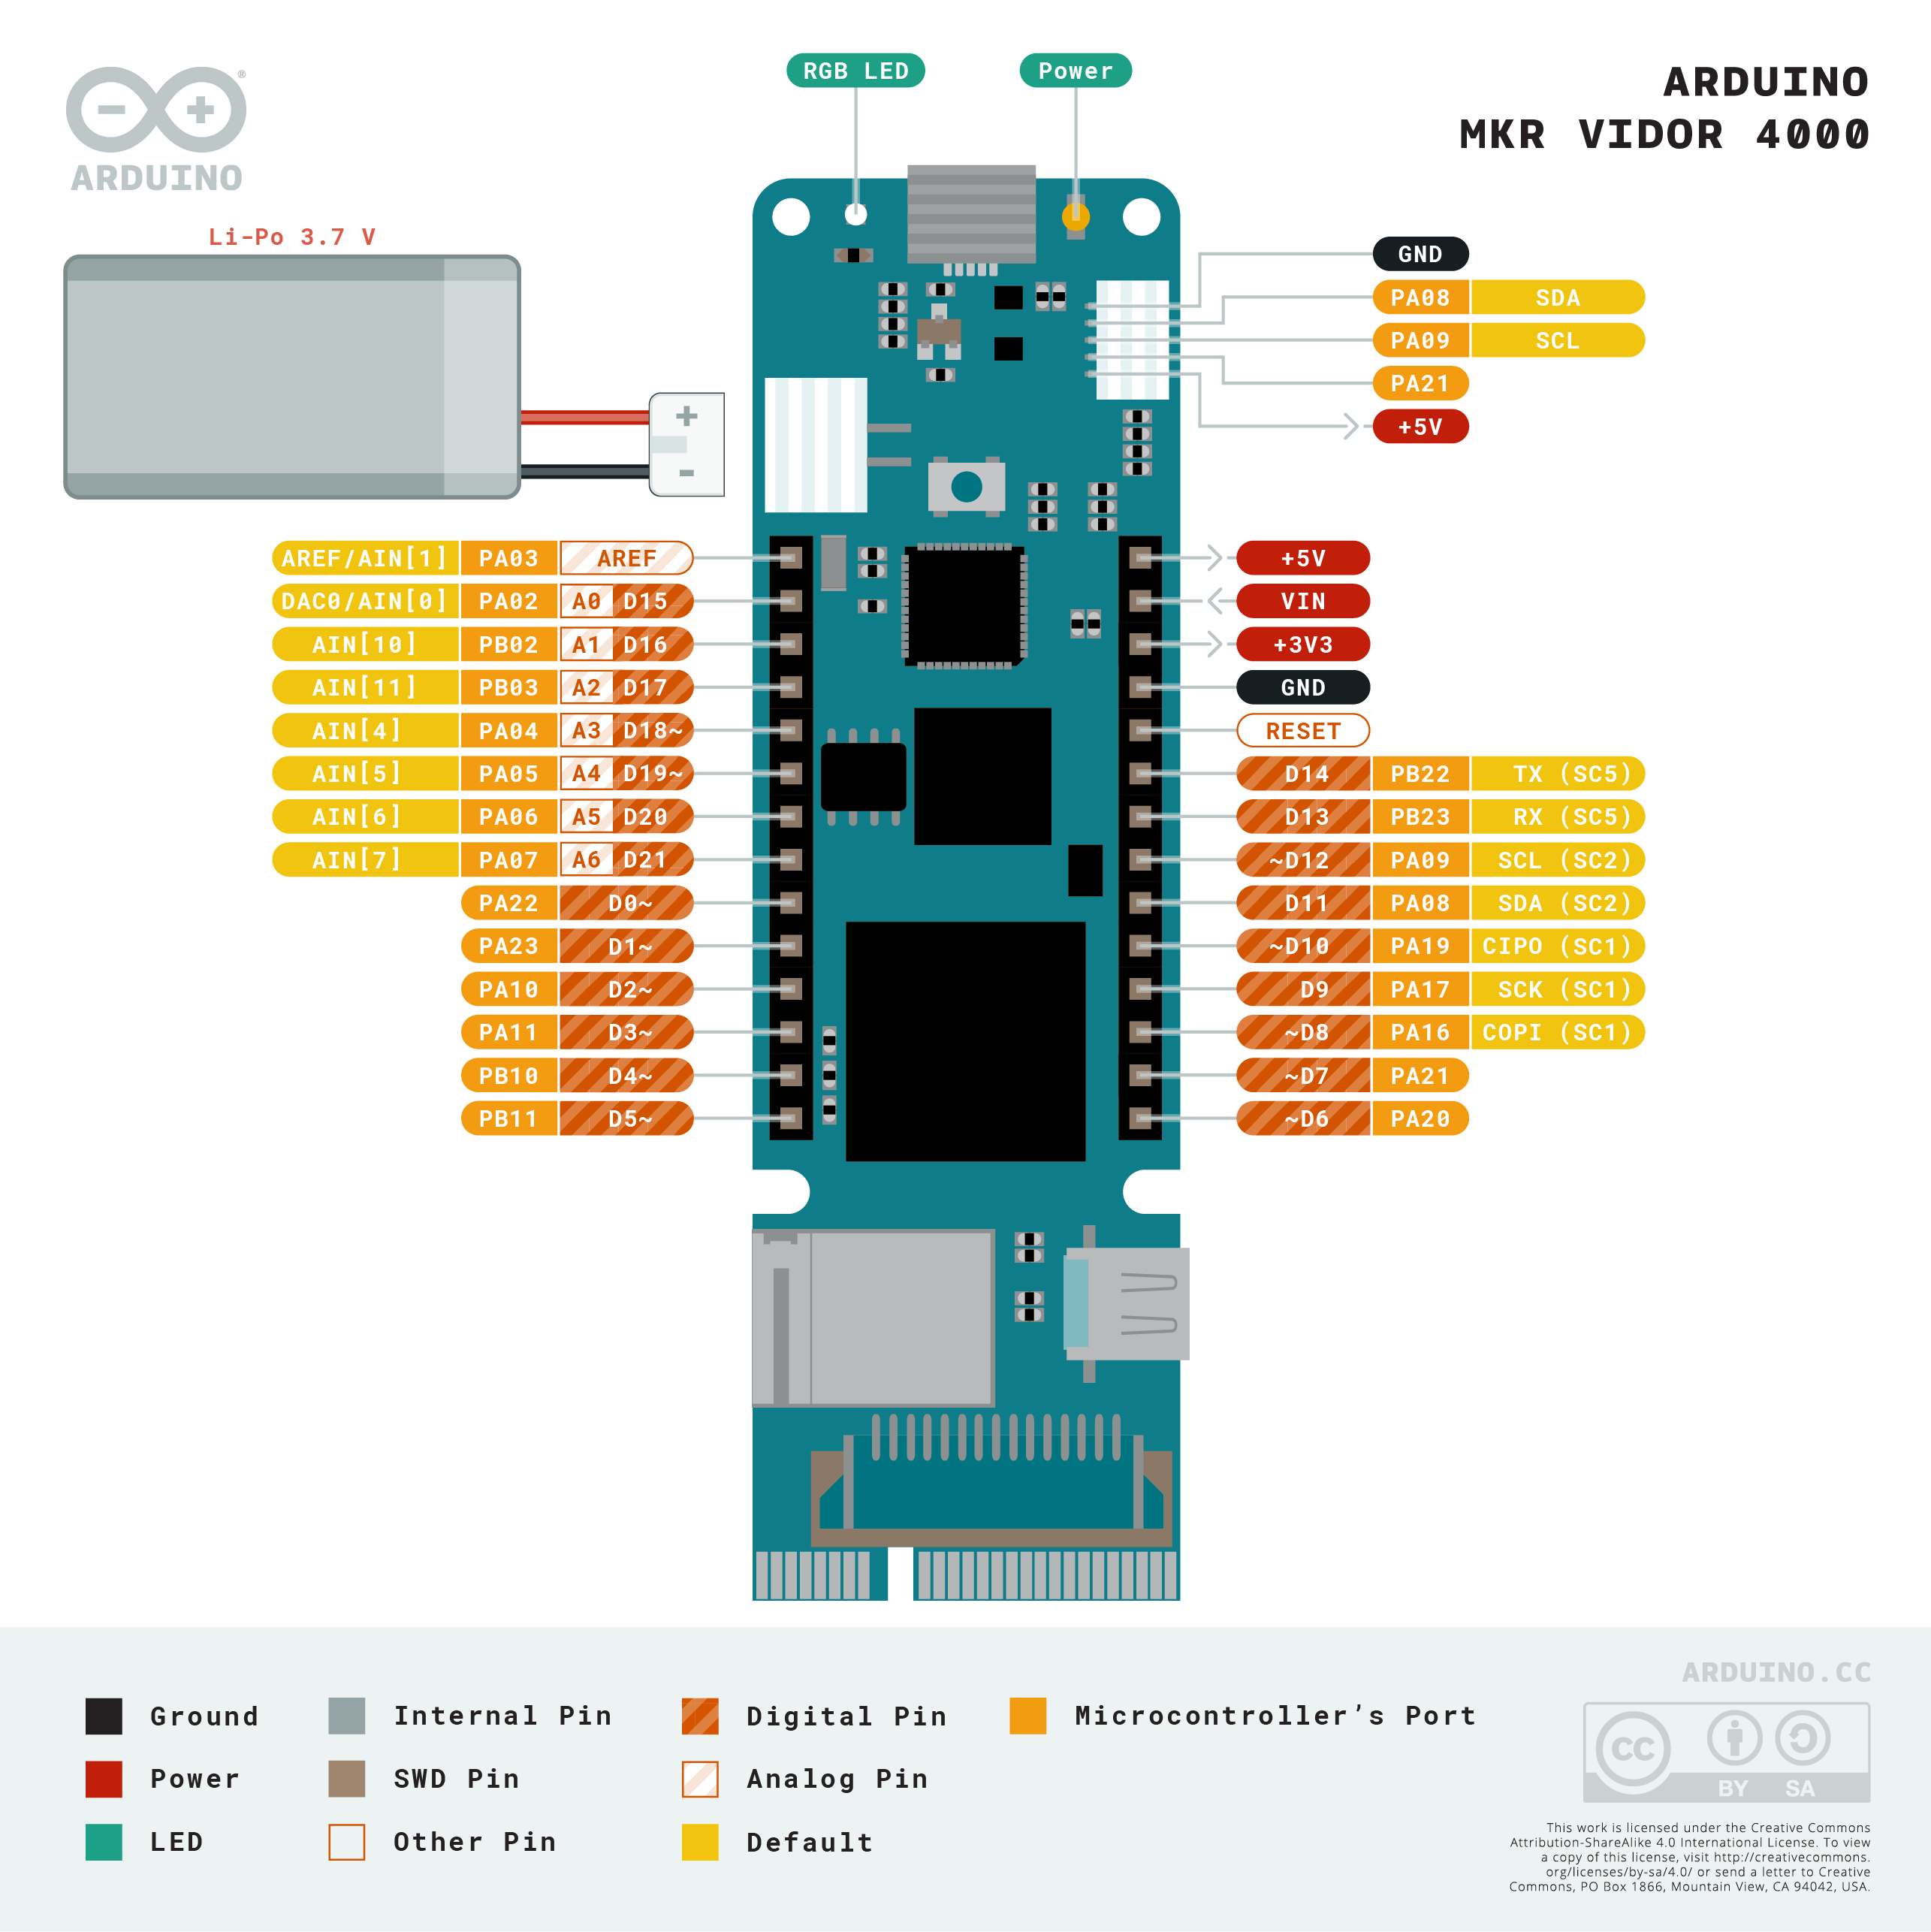 RGB LED
Power
ARDUINO
MKR VIDOR 4000
®
ARDUINO
Li-Po 3.7 V
+
-
GND
PA08 SDA
PA09 SCL
PA21
+5V
AREF/AIN[1] PA03 AREF
DAC0/AIN[0] PA02 A0 D15
AIN[10] PB02 A1 D16
AIN[11] PB03 A2 D17
AIN[4] PA04 A3 D18~
AIN[5] PA05 A4 D19~
AIN[6] PA06 A5 D20
AIN[7] PA07 A6 D21
PA22 D0~
PA23 D1~
PA10 D2~
PA11 D3~
PB10 D4~
PB11 D5~
+5V
VIN
+3V3
GND
RESET
D14 PB22 TX (SC5)
D13 PB23 RX (SC5)
~D12 PA09 SCL (SC2)
D11 PA08 SDA (SC2)
~D10 PA19 CIPO (SC1)
D9 PA17 SCK (SC1)
~D8 PA16 COPI (SC1)
~D7 PA21
~D6 PA20
Ground
Power
LED
Internal Pin
SWD Pin
Other Pin
Digital Pin
Analog Pin
Default
Microcontroller’s Port
ARDUINO.CC
cc
BY SA
This work is licensed under the Creative Commons
Attribution-ShareAlike 4.0 International License. To view
a copy of this license, visit http://creativecommons.
org/licenses/by-sa/4.0/ or send a letter to Creative
Commons, PO Box 1866, Mountain View, CA 94042, USA.